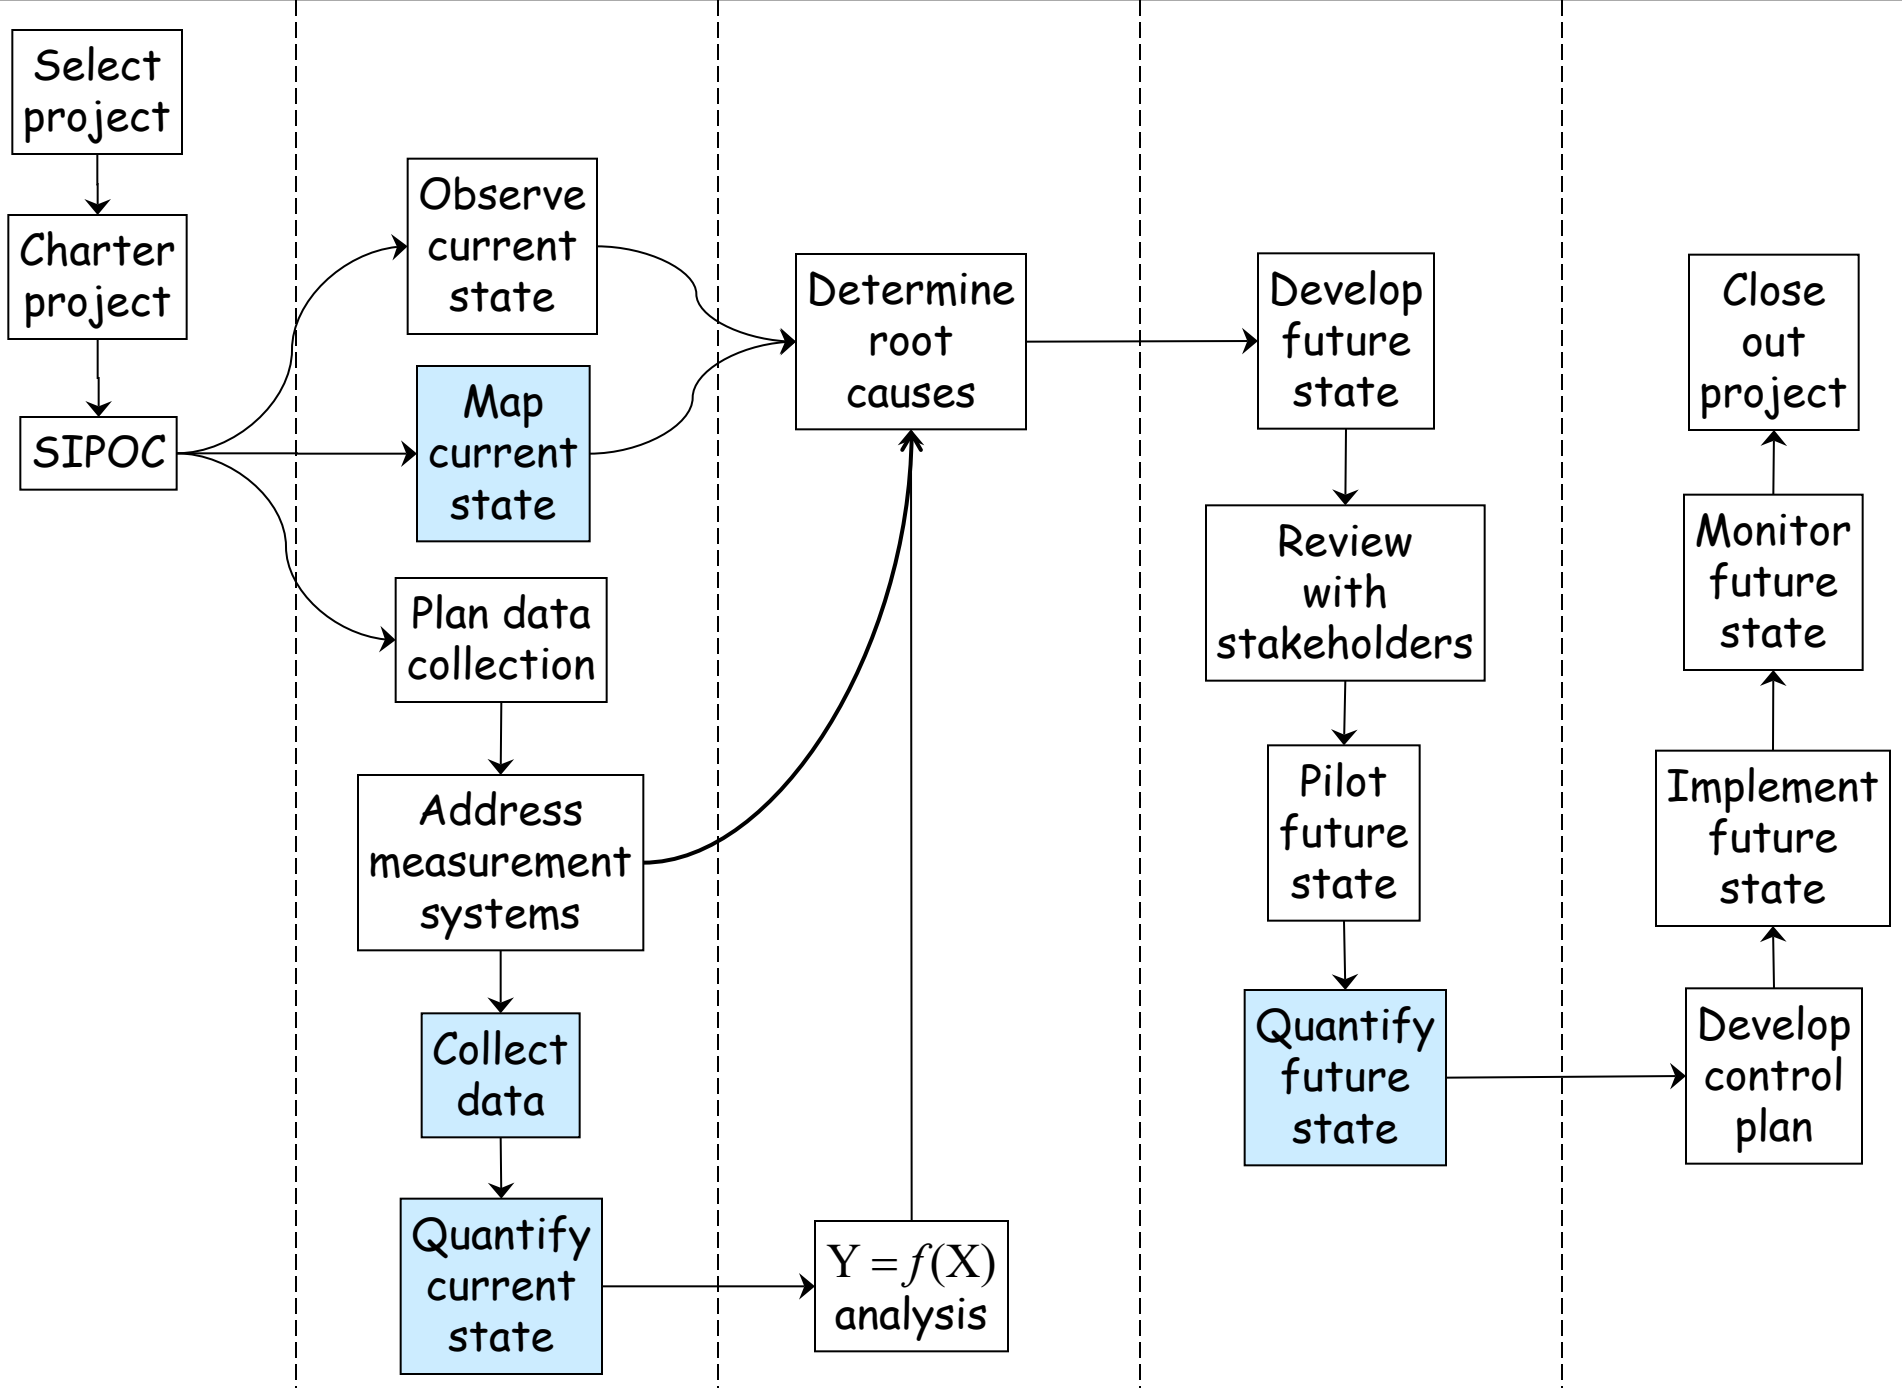 Select
project
Charter
project
SIPOC
Observe
current
state
Map
current
state
Plan data
collection
Address
measurement
systems
Collect
data
Quantify
current
state
Determine
root
causes
Y = f(X)
analysis
Develop
future
state
Review
with
stakeholders
Pilot
future
state
Quantify
future
state
Close
out
project
Monitor
future
state
Implement
future
state
Develop
control
plan